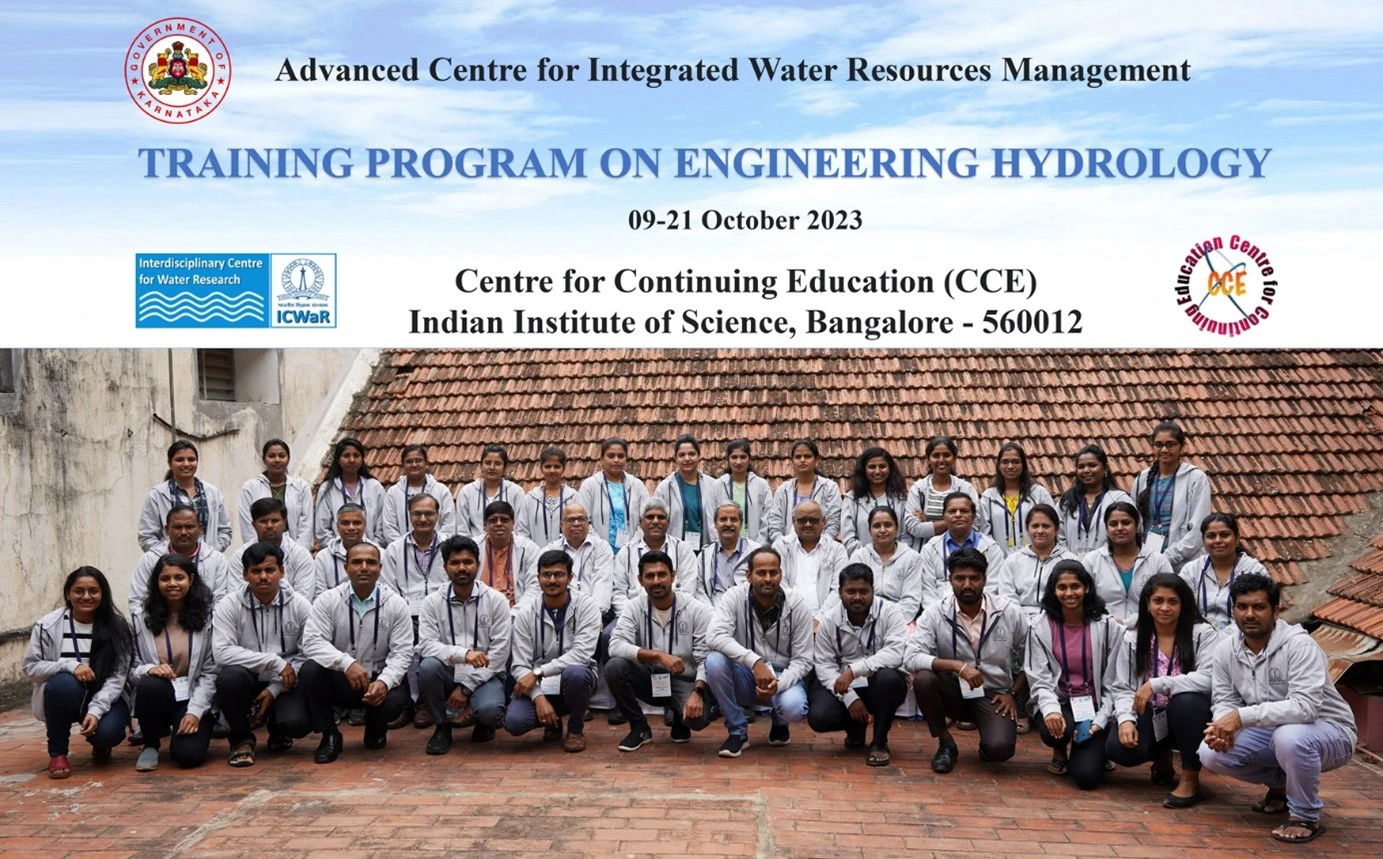 GOVERNMENT OF
KARNATAKA
Advanced Centre for Integrated Water Resources Management
TRAINING PROGRAM ON ENGINEERING HYDROLOGY
09-21 October 2023
Interdisciplinary Centre
for Water Research
ICWaR
Centre for Continuing Education (CCE)
Indian Institute of Science, Bangalore - 560012
Education Centre for Continuing
CCE